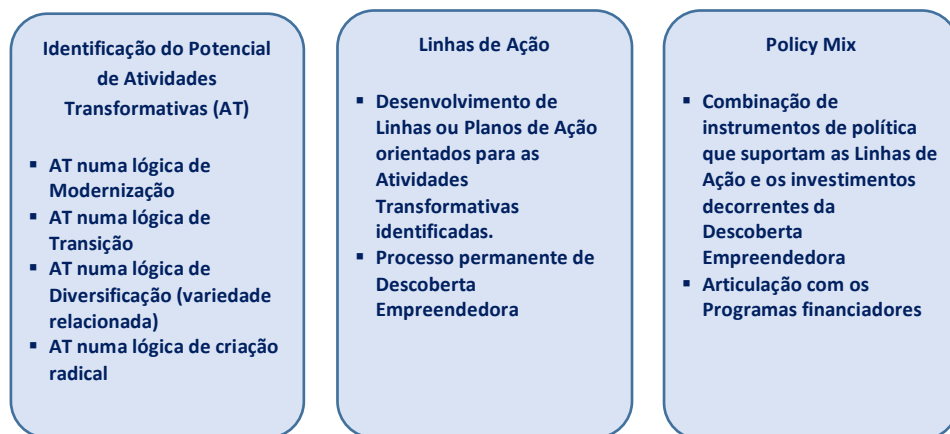 Identificação do Potencial
de Atividades
Transformativas (AT)
▪ AT numa lógica de
Modernização
▪ AT numa lógica de
Transição
▪ AT numa lógica de
Diversificação (variedade
relacionada)
▪ AT numa lógica de criação
radical
Linhas de Ação
▪ Desenvolvimento de
Linhas ou Planos de Ação
orientados para as
Atividades
Transformativas
identificadas.
▪ Processo permanente de
Descoberta
Empreendedora
Policy Mix
▪ Combinação de
instrumentos de política
que suportam as Linhas de
Ação e os investimentos
decorrentes da
Descoberta
Empreendedora
▪ Articulação com os
Programas financiadores